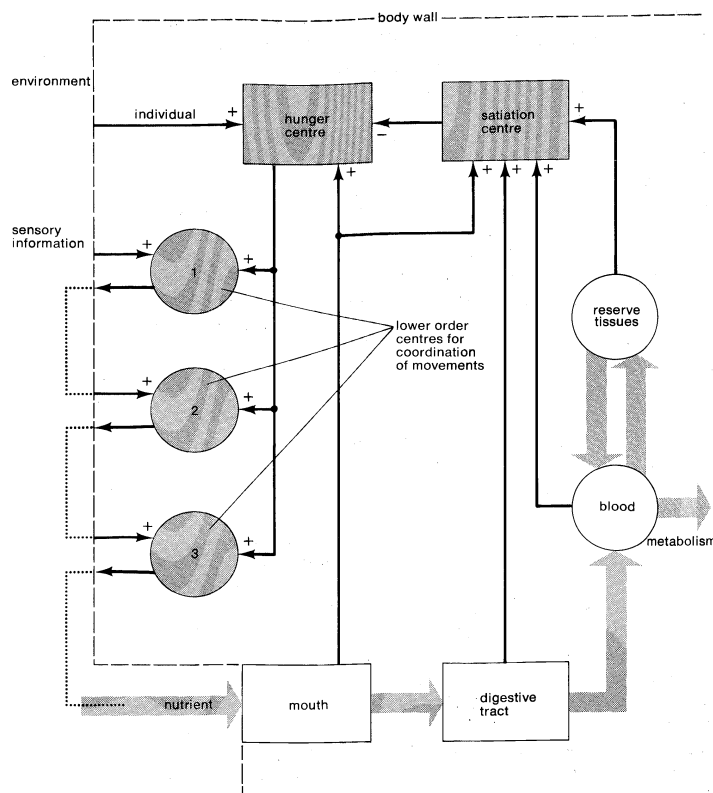 body wall
environment
individual
+
hunger
centre
−
satiation
centre
+
+
+
+
+
sensory
information
+
1
+
reserve
tissues
lower order
centres for
coordination
of movements
+
2
+
blood
metabolism
+
3
+
nutrient
mouth
digestive
tract